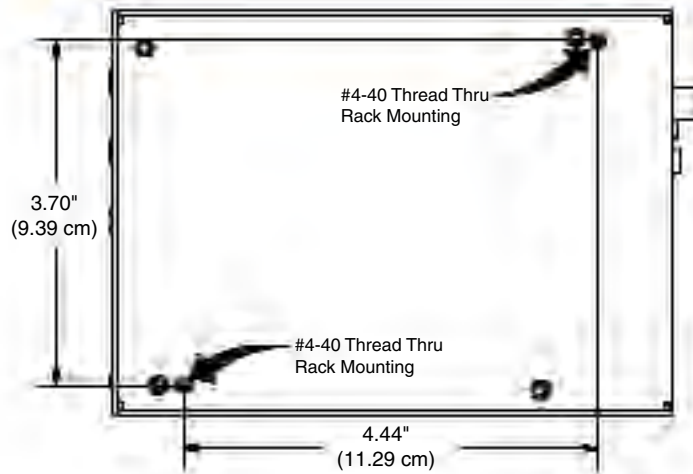 #4-40 Thread Thru
Rack Mounting
3.70"
(9.39 cm)
#4-40 Thread Thru
Rack Mounting
4.44"
(11.29 cm)